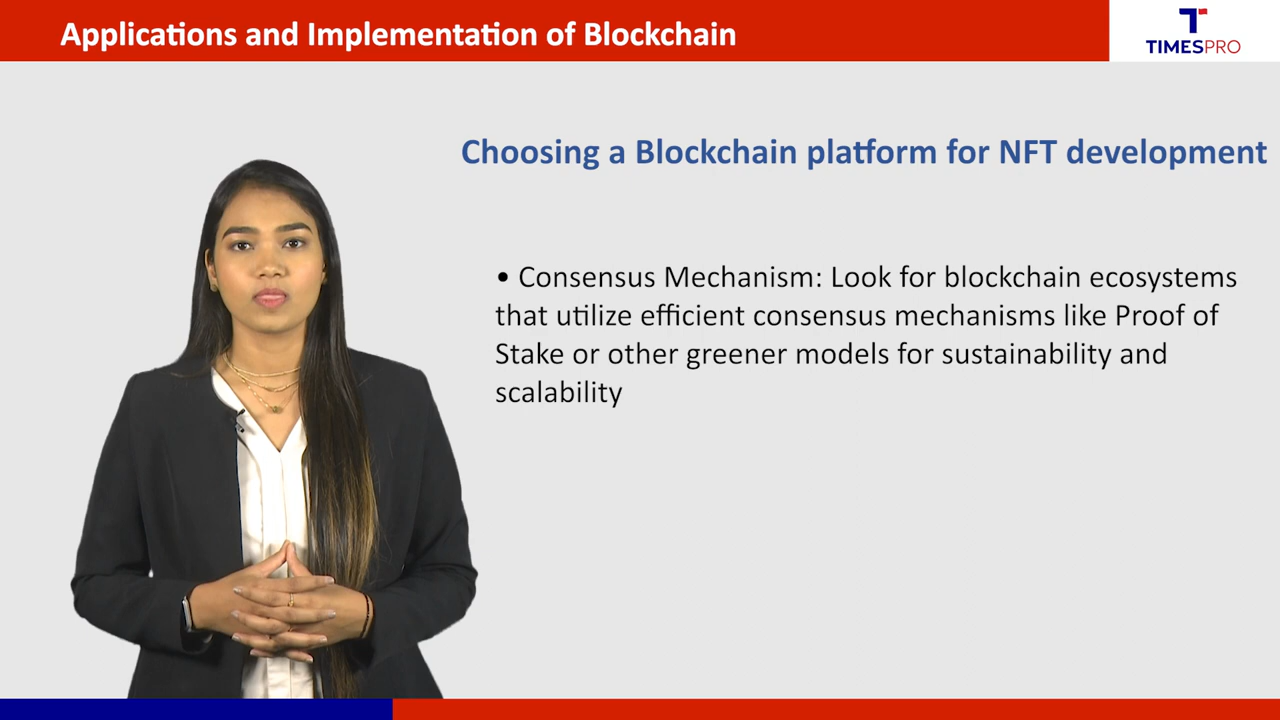 Applications and Implementation of Blockchain
TIMESPRO
Choosing a Blockchain platform for NFT development
• Consensus Mechanism: Look for blockchain ecosystems
that utilize efficient consensus mechanisms like Proof of
Stake or other greener models for sustainability and
scalability